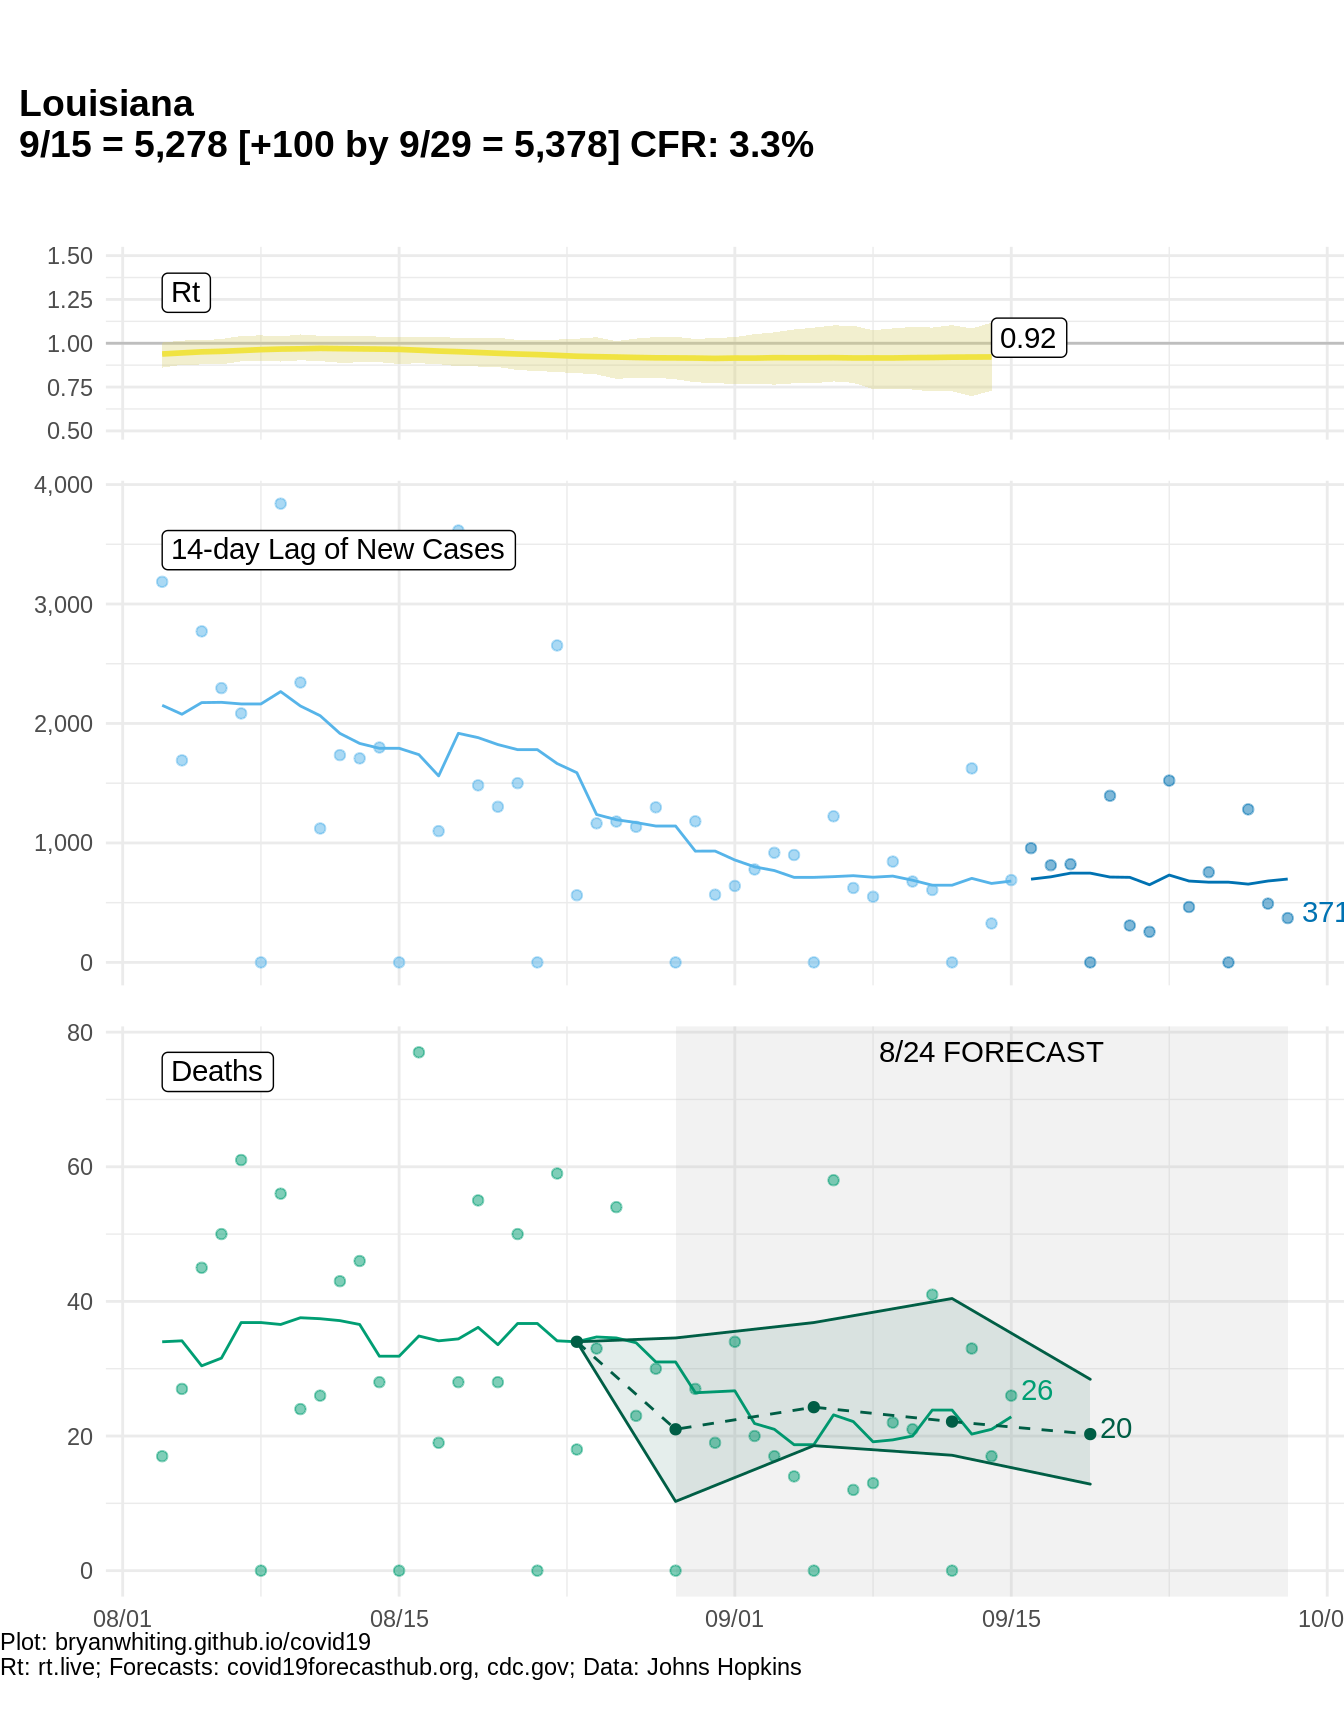 Louisiana
9/15 = 5,278 [+100 by 9/29 = 5,378] CFR: 3.3%
1.50
Rt
1.25
1.00
0.92
0.75
0.50
4,000
14-day Lag of New Cases
3,000
2,000
1,000
371
0
80
8/24 FORECAST
Deaths
60
40
26
20
20
0
08/01 08/15 09/01 09/15 10/0
Plot: bryanwhiting.github.io/covid19
Rt: rt.live; Forecasts: covid19forecasthub.org, cdc.gov; Data: Johns Hopkins